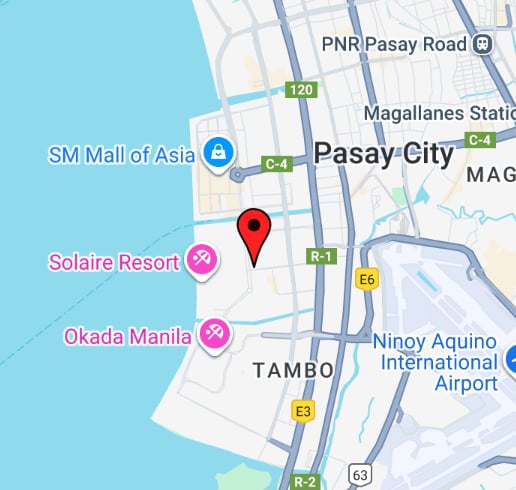 PNR Pasay Road
120
Magallanes Static
SM Mall of Asia
C-4
Pasay City
C-4
MAG
Solaire Resort
R-1
E6
Okada Manila
Ninoy Aquino
International
Airport
TAMBO
E3
63
R-2